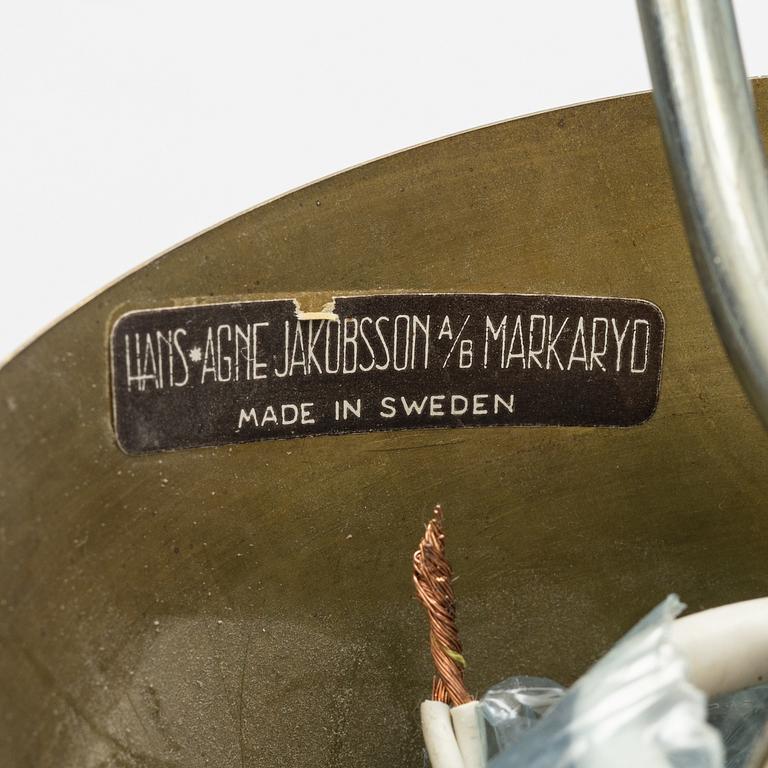 HANS*AGNE JAKOBSSON A/B MARKARYD
MADE IN SWEDEN